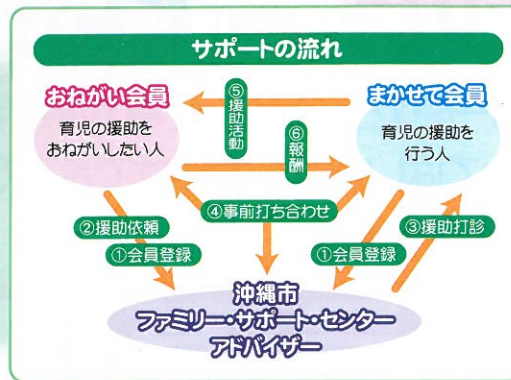 サポートの流れ
おねがい会員
育児の援助を
おねがいしたい人
まかせて会員
育児の援助を
行う人
⑤援助活動
⑥報酬
④事前打ち合わせ
②援助依頼
①会員登録
①会員登録
③援助打診
沖縄市
ファミリー・サポート・センター
アドバイザー